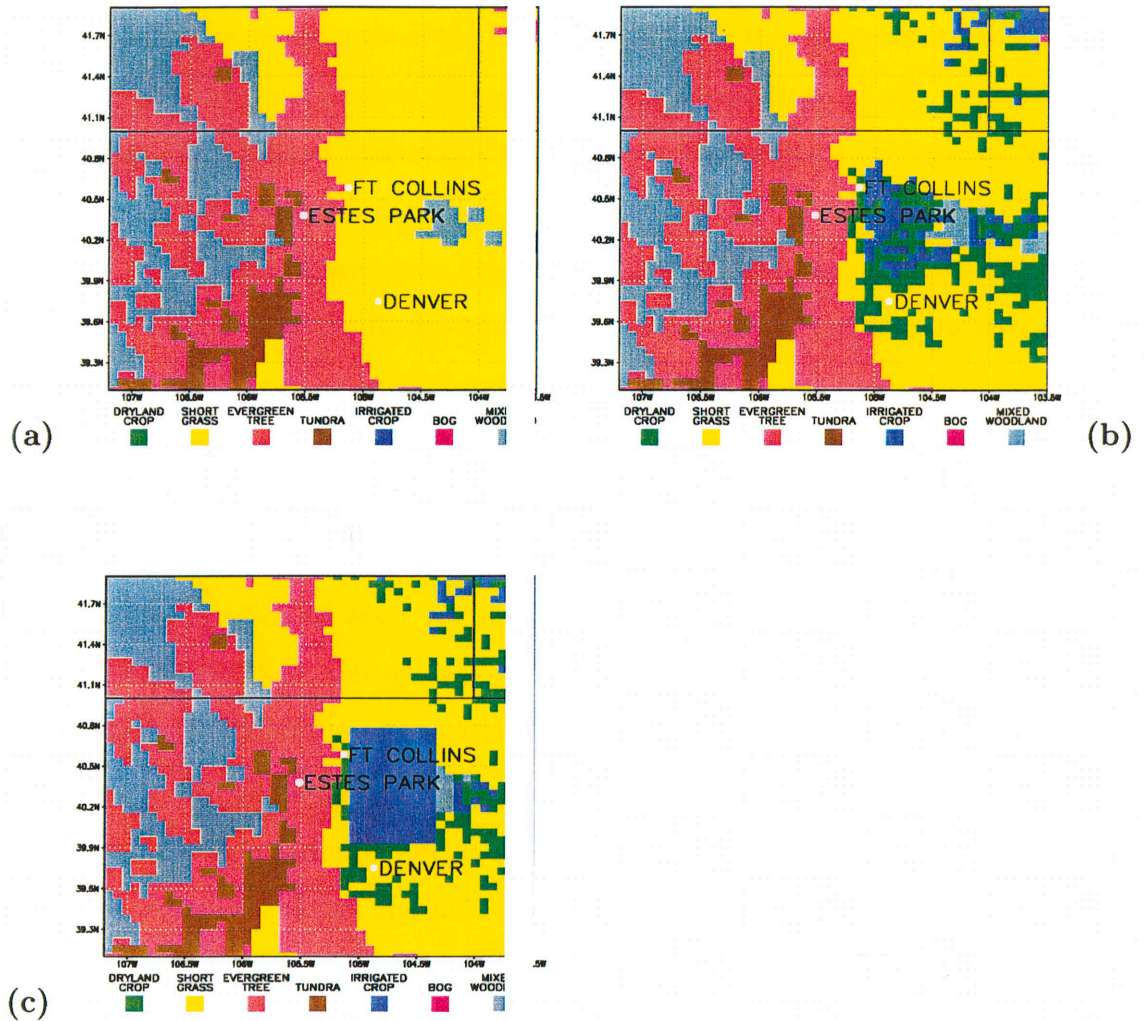 41.7N
41.4N
41.1N
40.8N
40.5N
40.2N
39.9N
39.6N
39.3N
FT COLLINS
ESTES PARK
DENVER
107W 106.5W 106W 105.5W 105W 104.5W 104W .5W
DRYLAND CROP
SHORT GRASS
EVERGREEN TREE
TUNDRA
IRRIGATED CROP
BOG
MIXE
WOODL
(a)
41.7N
41.4N
41.1N
40.8N
40.5N
40.2N
39.9N
39.6N
39.3N
FT COLLINS
ESTES PARK
DENVER
107W 106.5W 106W 105.5W 105W 104.5W 104W 103.5W
DRYLAND CROP
SHORT GRASS
EVERGREEN TREE
TUNDRA
IRRIGATED CROP
BOG
MIXED WOODLAND
(b)
41.7N
41.4N
41.1N
40.8N
40.5N
40.2N
39.9N
39.6N
39.3N
FT COLLINS
ESTES PARK
DENVER
107W 106.5W 106W 105.5W 105W 104.5W 104W .5W
DRYLAND CROP
SHORT GRASS
EVERGREEN TREE
TUNDRA
IRRIGATED CROP
BOG
MIXE
WOODL
(c)